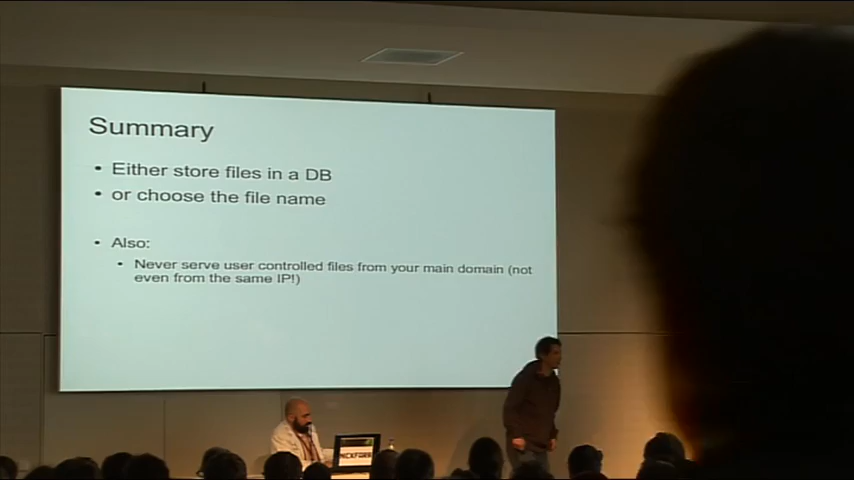 Summary
• Either store files in a DB
• or choose the file name
• Also:
• Never serve user controlled files from your main domain (not
even from the same IP!)